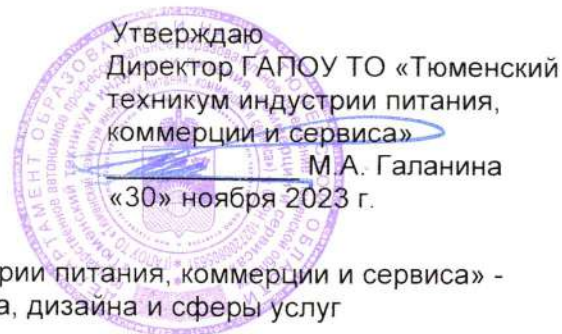 Утверждаю
Директор ГАПОУ ТО «Тюменский
техникум индустрии питания,
коммерции и сервиса»
М.А. Галанина
«30» ноября 2023 г.
рии питания, коммерции и сервиса» -
а, дизайна и сферы услуг